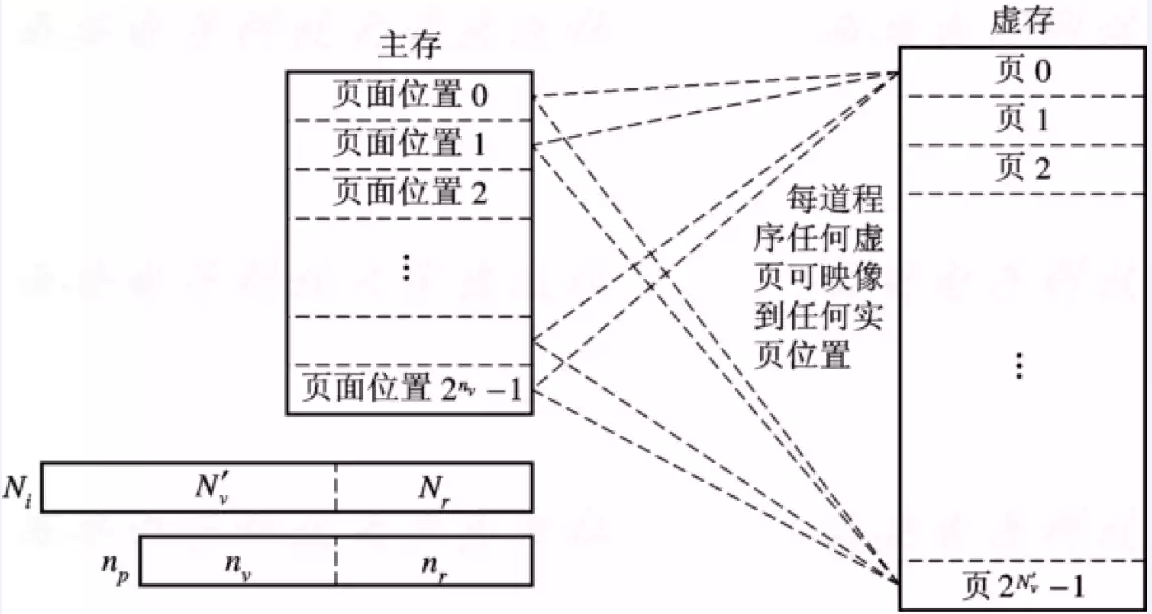 主存
页面位置 0
页面位置 1
页面位置 2
⋮
页面位置 2^{n_v} −1
虚存
页 0
页 1
页 2
⋮
页 2^{N'_v} −1
每道程
序任何虚
页可映像
到任何实
页位置
N_i N'_v N_r
n_p n_v n_r